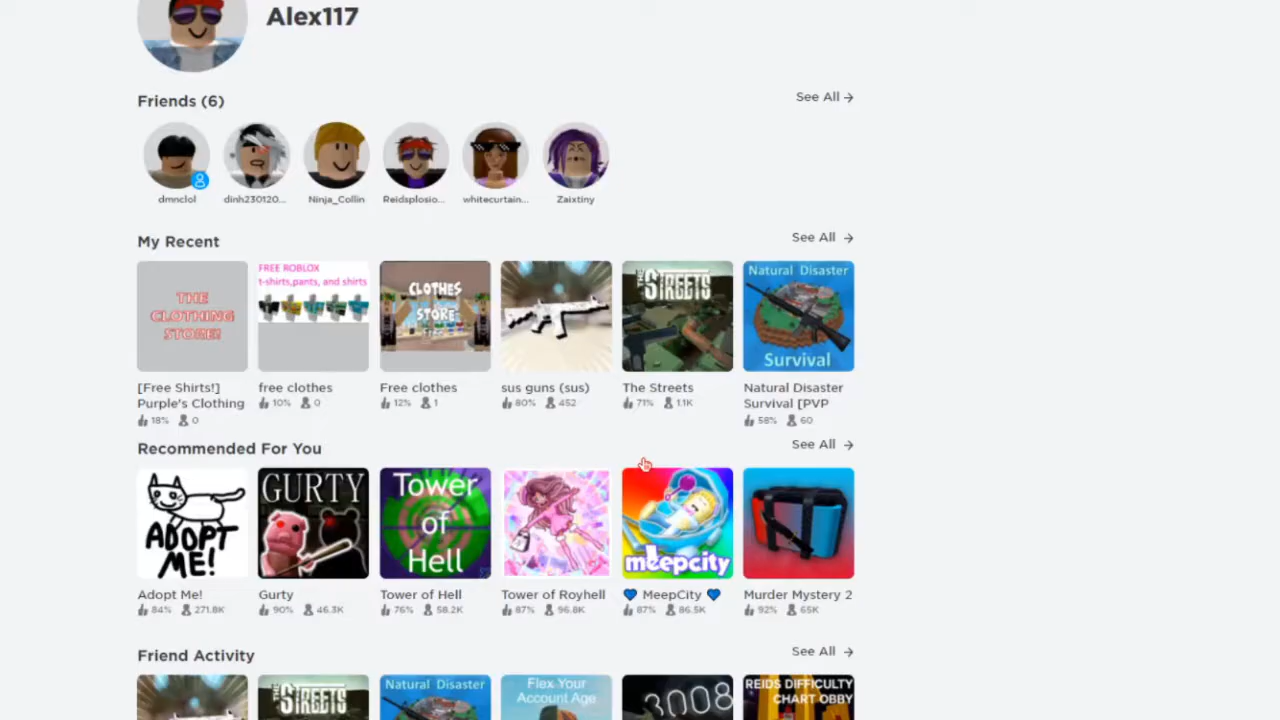 Alex117
Friends (6)
See All →
dmnclol
dinh230120...
Ninja_Collin
Reidsplosio...
whitecurtain...
Zaixtiny
My Recent
See All →
THE
CLOTHING
STORE!
FREE ROBLOX
t-shirts,pants, and shirts
CLOTHES
STORE
FREE
THE STREETS
Natural Disaster
Survival
[Free Shirts!]
Purple's Clothing
18% 0
free clothes
10% 0
Free clothes
12% 1
sus guns (sus)
80% 452
The Streets
71% 1.1K
Natural Disaster
Survival [PVP
58% 60
Recommended For You
See All →
ADOPT
ME!
GURTY
Tower
of
Hell
meepcity
Adopt Me!
84% 271.8K
Gurty
90% 46.3K
Tower of Hell
76% 58.2K
Tower of Royhell
87% 96.8K
💙 MeepCity 💙
87% 86.5K
Murder Mystery 2
92% 65K
Friend Activity
See All →
THE STREETS
Natural Disaster
Flex Your
Account Age
3008
REIDS DIFFICULTY
CHART OBBY